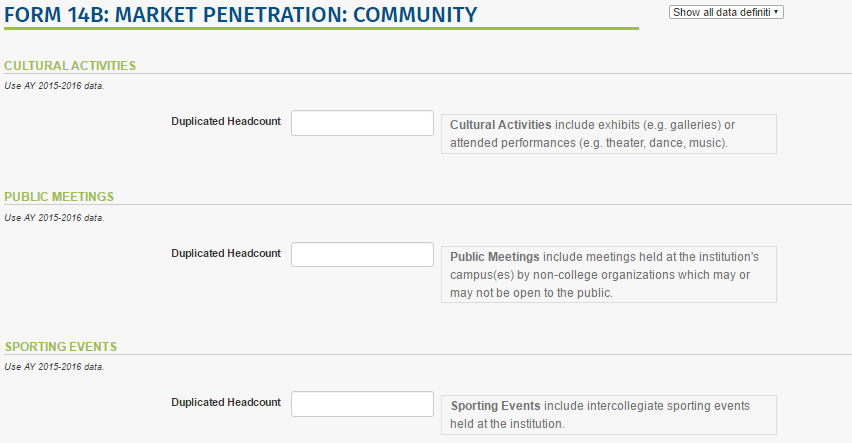 FORM 14B: MARKET PENETRATION: COMMUNITY
Show all data definiti
CULTURAL ACTIVITIES
Use AY 2015-2016 data.
Duplicated Headcount
Cultural Activities include exhibits (e.g. galleries) or
attended performances (e.g. theater, dance, music).
PUBLIC MEETINGS
Use AY 2015-2016 data.
Duplicated Headcount
Public Meetings include meetings held at the institution's
campus(es) by non-college organizations which may or
may not be open to the public.
SPORTING EVENTS
Use AY 2015-2016 data.
Duplicated Headcount
Sporting Events include intercollegiate sporting events
held at the institution.